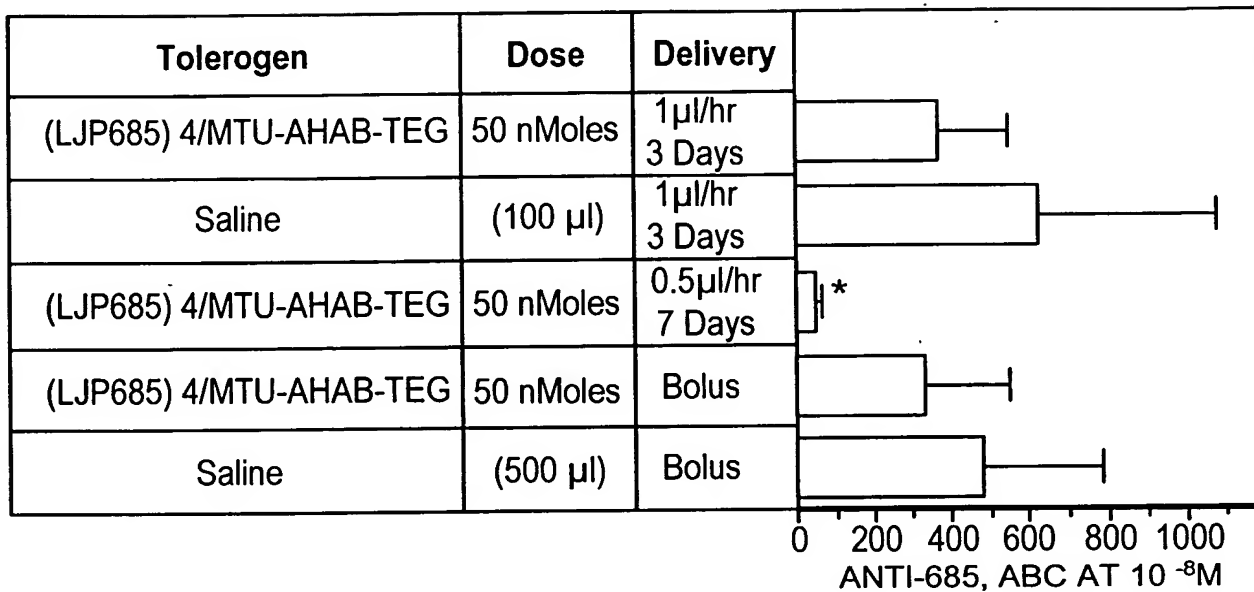 Tolerogen Dose Delivery
(LJP685) 4/MTU-AHAB-TEG 50 nMoles 1µl/hr
3 Days
Saline (100 µl) 1µl/hr
3 Days
(LJP685) 4/MTU-AHAB-TEG 50 nMoles 0.5µl/hr
7 Days
*
(LJP685) 4/MTU-AHAB-TEG 50 nMoles Bolus
Saline (500 µl) Bolus
0 200 400 600 800 1000
ANTI-685, ABC AT 10 -8M